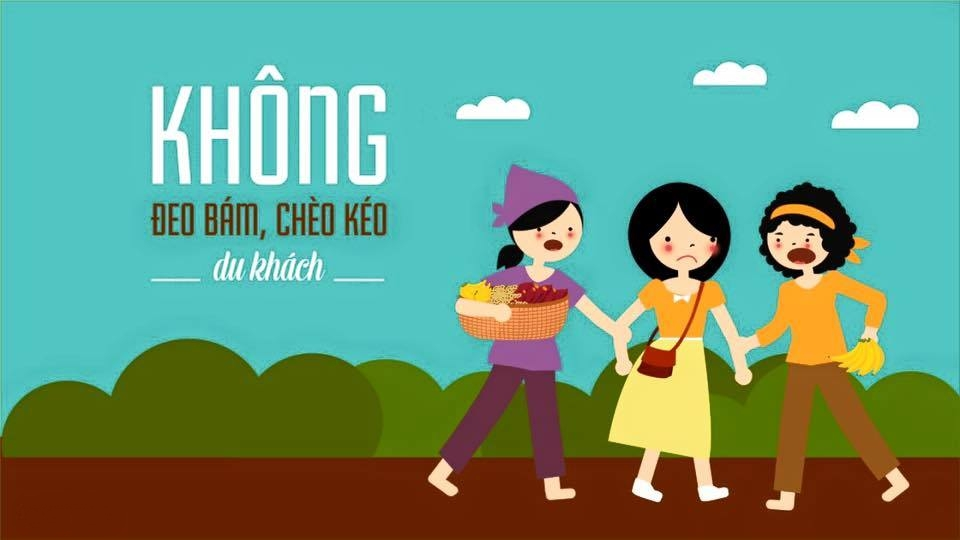 KHÔNG
ĐEO BÁM, CHÈO KÉO
du khách